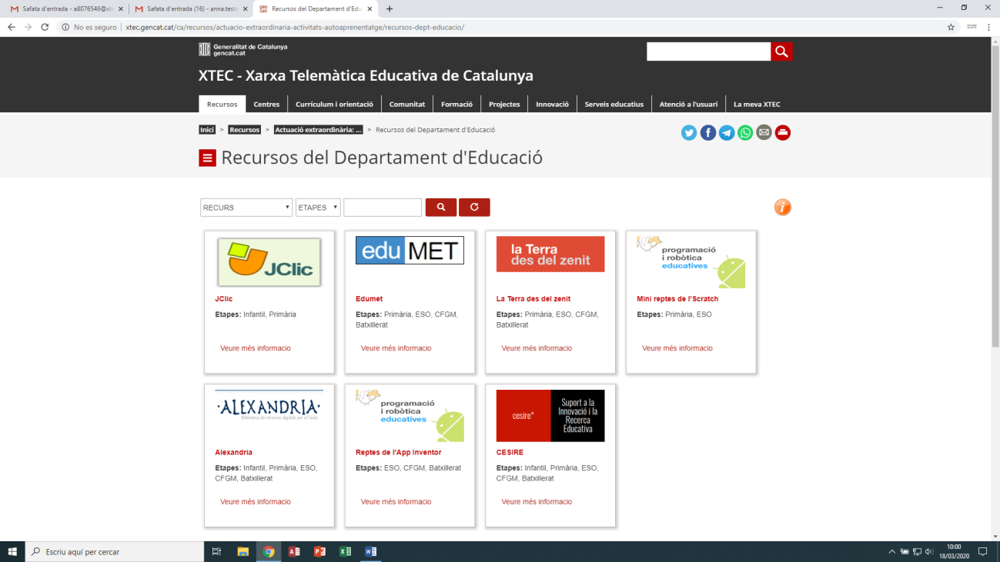 Safata d'entrada - a8076546@xte
Safata d'entrada (16) - anna.testa
Recursos del Departament d'Edu
No es seguro
xtec.gencat.cat/ca/recursos/actuacio-extraordinaria-activitats-autoaprenentatge/recursos-dept-educacio/
Generalitat de Catalunya
gencat.cat
XTEC - Xarxa Telemàtica Educativa de Catalunya
Recursos Centres Currículum i orientació Comunitat Formació Projectes Innovació Serveis educatius Atenció a l'usuari La meva XTEC
Inici > Recursos > Actuació extraordinària: ... > Recursos del Departament d'Educació
Recursos del Departament d'Educació
RECURS ETAPES
JClic
JClic
Etapes: Infantil, Primària
Veure més informacio
edu MET
Edumet
Etapes: Primària, ESO, CFGM,
Batxillerat
Veure més informacio
la Terra
des del zenit
La Terra des del zenit
Etapes: Primària, ESO, CFGM,
Batxillerat
Veure més informacio
programació
i robòtica
educatives
Mini reptes de l'Scratch
Etapes: Primària, ESO
Veure més informacio
·ALEXANDRIA·
Biblioteca de recursos digitals per a l'aula
Alexandria
Etapes: Infantil, Primària, ESO,
CFGM, Batxillerat
Veure més informacio
programació
i robòtica
educatives
Reptes de l'App Inventor
Etapes: ESO, CFGM, Batxillerat
Veure més informacio
cesire*
Suport a la
Innovació i la
Recerca
Educativa
CESIRE
Etapes: Infantil, Primària, ESO,
CFGM, Batxillerat
Veure més informacio
Escriu aquí per cercar
10:00
18/03/2020